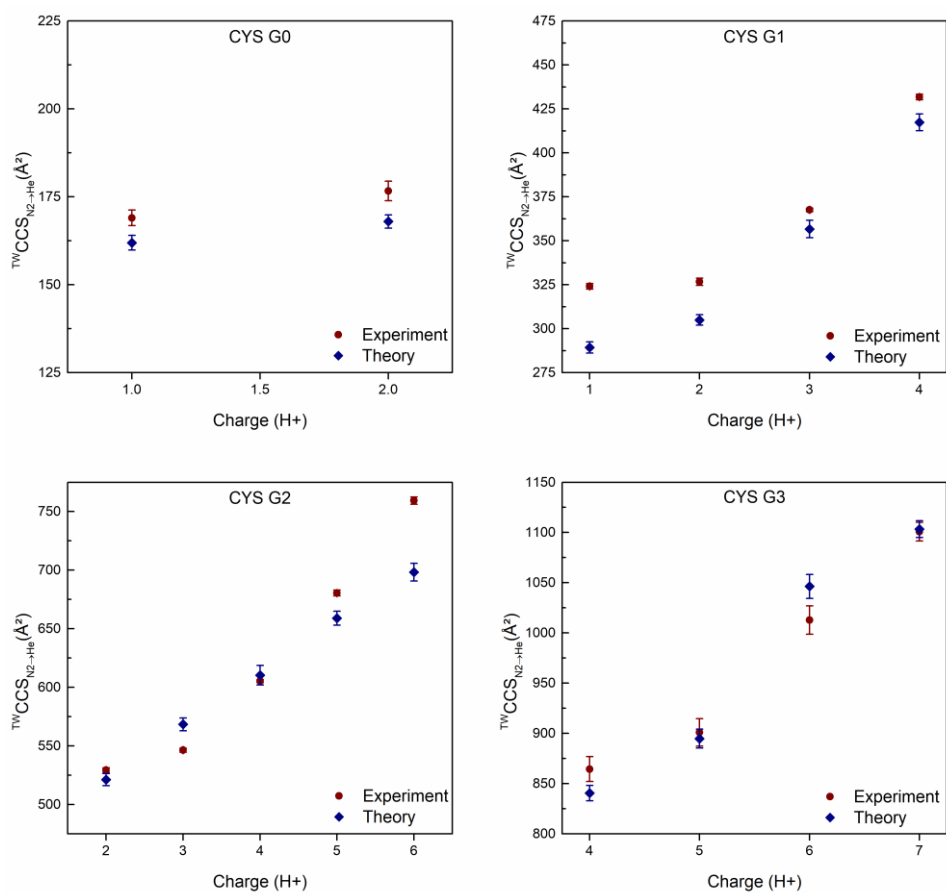 CYS G0
225
200
175
150
125
1.0
1.5
2.0
TWCCSN2→He(Å²)
Charge (H+)
Experiment
Theory
CYS G1
475
450
425
400
375
350
325
300
275
1
2
3
4
TWCCSN2→He(Å²)
Charge (H+)
Experiment
Theory
CYS G2
750
700
650
600
550
500
2
3
4
5
6
TWCCSN2→He(Å²)
Charge (H+)
Experiment
Theory
CYS G3
1150
1100
1050
1000
950
900
850
800
4
5
6
7
TWCCSN2→He(Å²)
Charge (H+)
Experiment
Theory